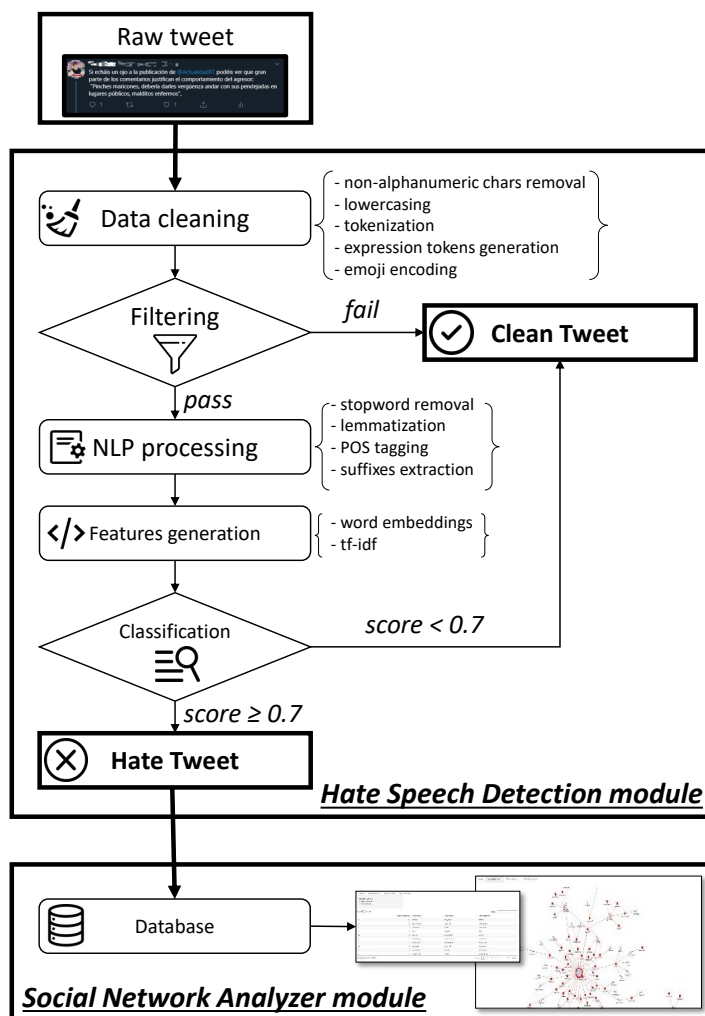 Raw tweet
Si echáis un ojo a la publicación de @ActualidadRT podéis ver que gran
parte de los comentarios justifican el comportamiento del agresor:
"Pinches maricones, debería darles vergüenza andar con sus pendejadas en
lugares públicos, malditos enfermos",
Data cleaning
- non-alphanumeric chars removal
- lowercasing
- tokenization
- expression tokens generation
- emoji encoding
Filtering
fail
Clean Tweet
pass
NLP processing
- stopword removal
- lemmatization
- POS tagging
- suffixes extraction
</> Features generation
- word embeddings
- tf-idf
Classification
score < 0.7
score ≥ 0.7
Hate Tweet
Hate Speech Detection module
Database
Social Network Analyzer module